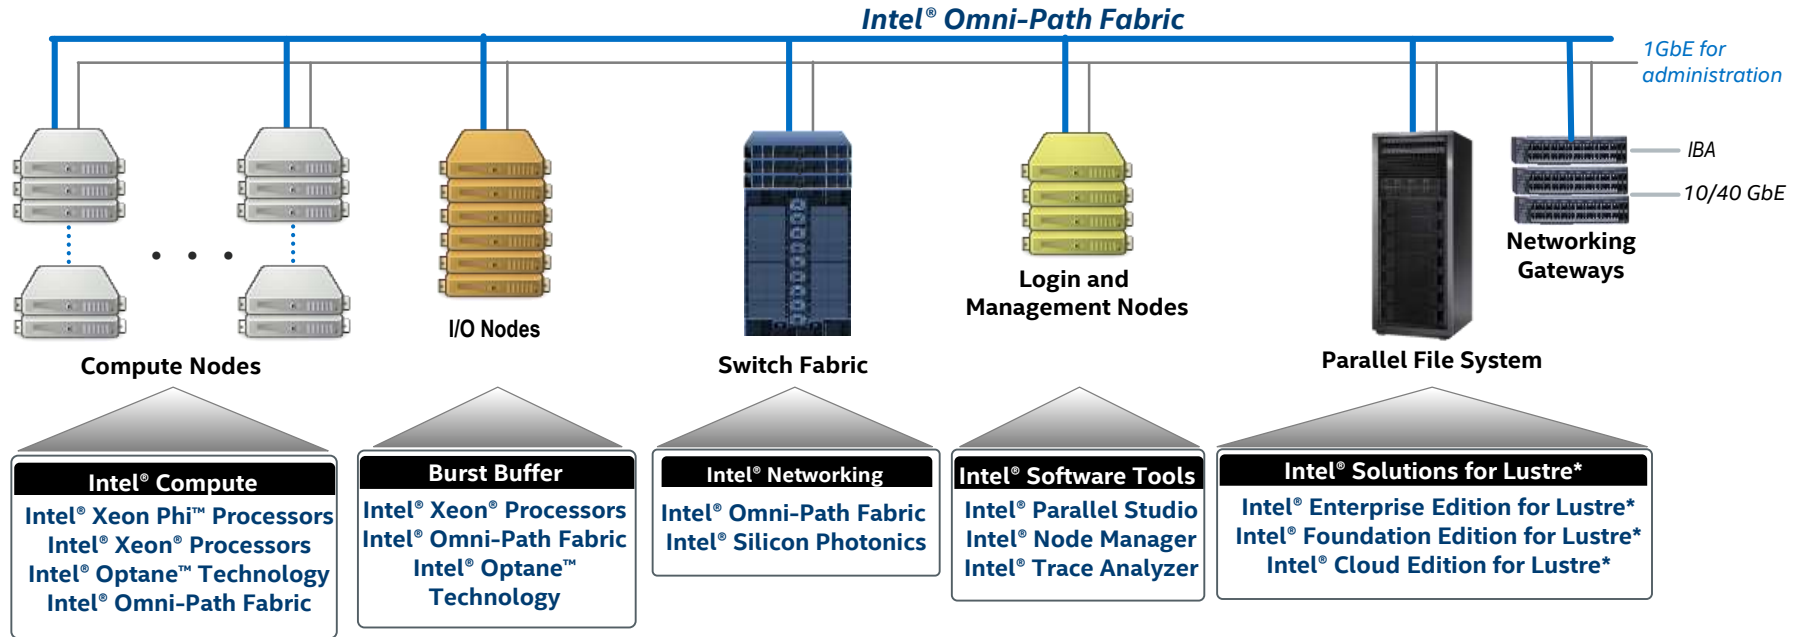 Intel® Omni-Path Fabric
1GbE for
administration
IBA
10/40 GbE
Networking
Gateways
Login and
Management Nodes
I/O Nodes
Compute Nodes
Switch Fabric
Parallel File System
Intel® Compute
Intel® Xeon Phi™ Processors
Intel® Xeon® Processors
Intel® Optane™ Technology
Intel® Omni-Path Fabric
Burst Buffer
Intel® Xeon® Processors
Intel® Omni-Path Fabric
Intel® Optane™
Technology
Intel® Networking
Intel® Omni-Path Fabric
Intel® Silicon Photonics
Intel® Software Tools
Intel® Parallel Studio
Intel® Node Manager
Intel® Trace Analyzer
Intel® Solutions for Lustre*
Intel® Enterprise Edition for Lustre*
Intel® Foundation Edition for Lustre*
Intel® Cloud Edition for Lustre*